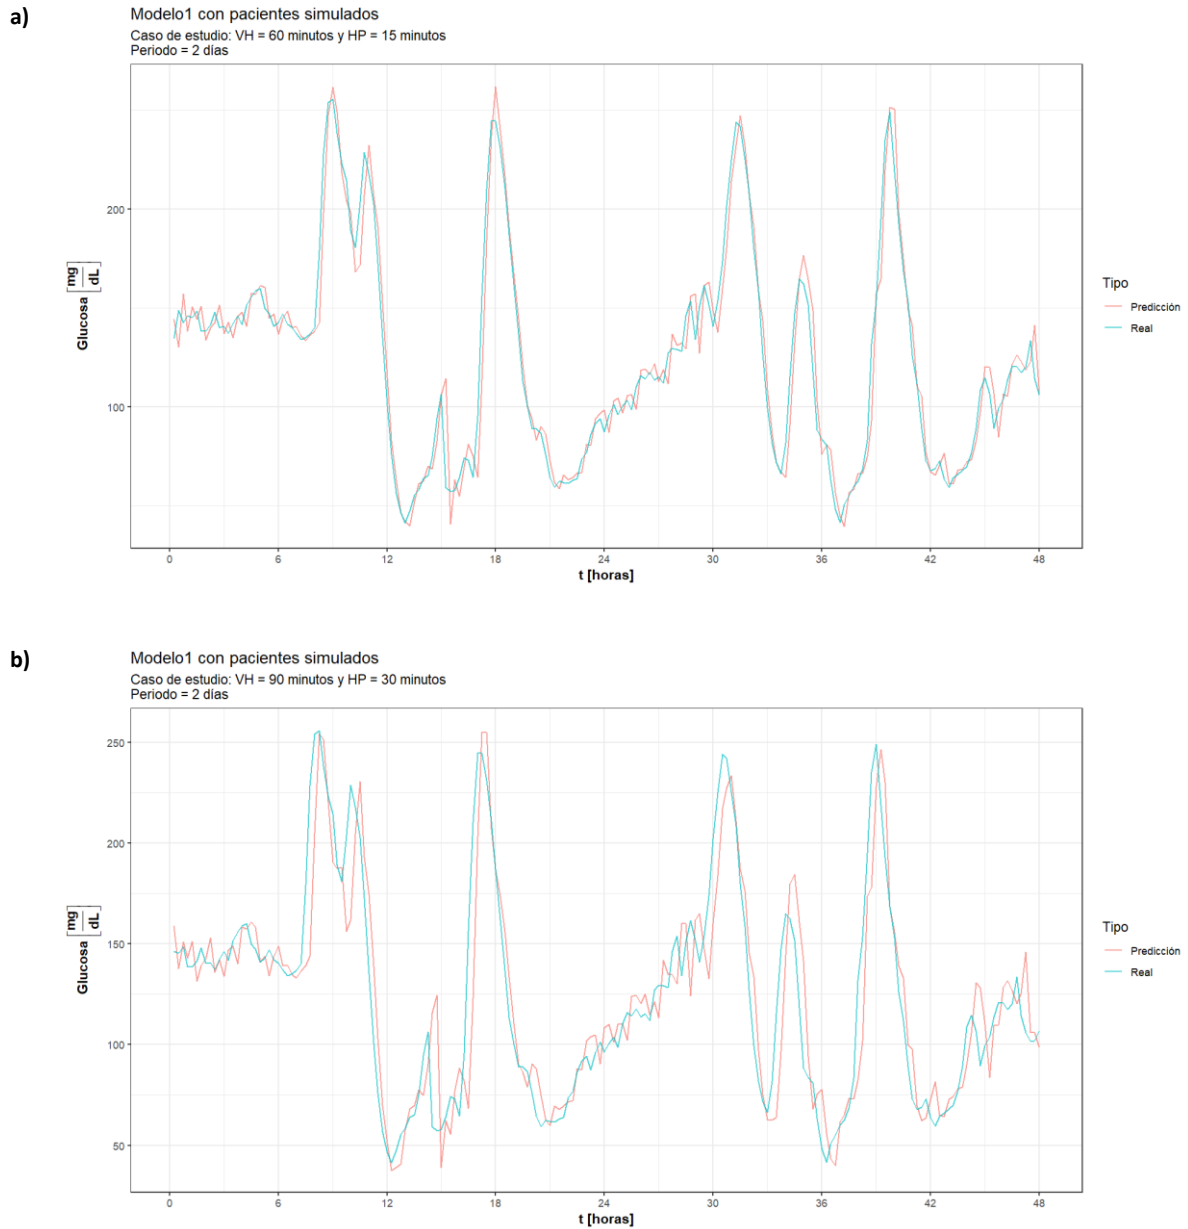 a)
Modelo1 con pacientes simulados
Caso de estudio: VH = 60 minutos y HP = 15 minutos
Periodo = 2 días
200
100
Glucosa [mg/dL]
0 6 12 18 24 30 36 42 48
t [horas]
Tipo
Predicción
Real
b)
Modelo1 con pacientes simulados
Caso de estudio: VH = 90 minutos y HP = 30 minutos
Periodo = 2 días
250
200
150
100
50
Glucosa [mg/dL]
0 6 12 18 24 30 36 42 48
t [horas]
Tipo
Predicción
Real